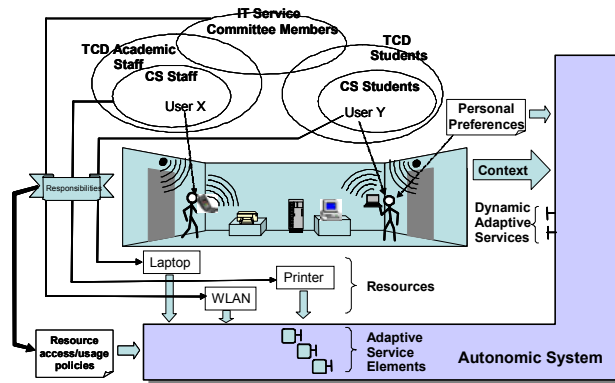 IT Service
Committee Members
TCD Academic
Staff
CS Staff
User X
TCD
Students
CS Students
User Y
Personal
Preferences
Responsibilities
Context
Dynamic
Adaptive
Services
Laptop
Printer
WLAN
Resources
Resource
access/usage
policies
Adaptive
Service
Elements
Autonomic System